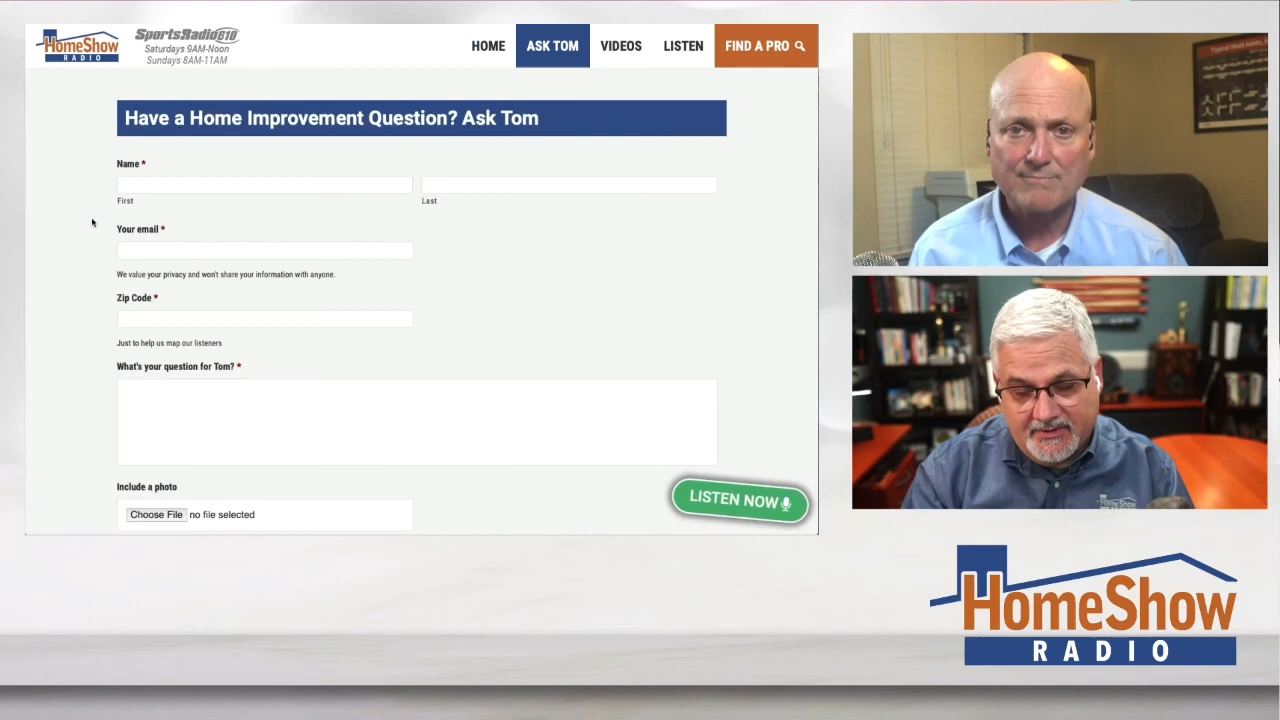 HomeShow
RADIO
SportsRadio610
Saturdays 9AM-Noon
Sundays 8AM-11AM
HOME
ASK TOM
VIDEOS
LISTEN
FIND A PRO
Have a Home Improvement Question? Ask Tom
Name *
First
Last
Your email *
We value your privacy and won't share your information with anyone.
Zip Code *
Just to help us map our listeners
What's your question for Tom? *
Include a photo
Choose File no file selected
LISTEN NOW
HomeShow
HomeShow
RADIO